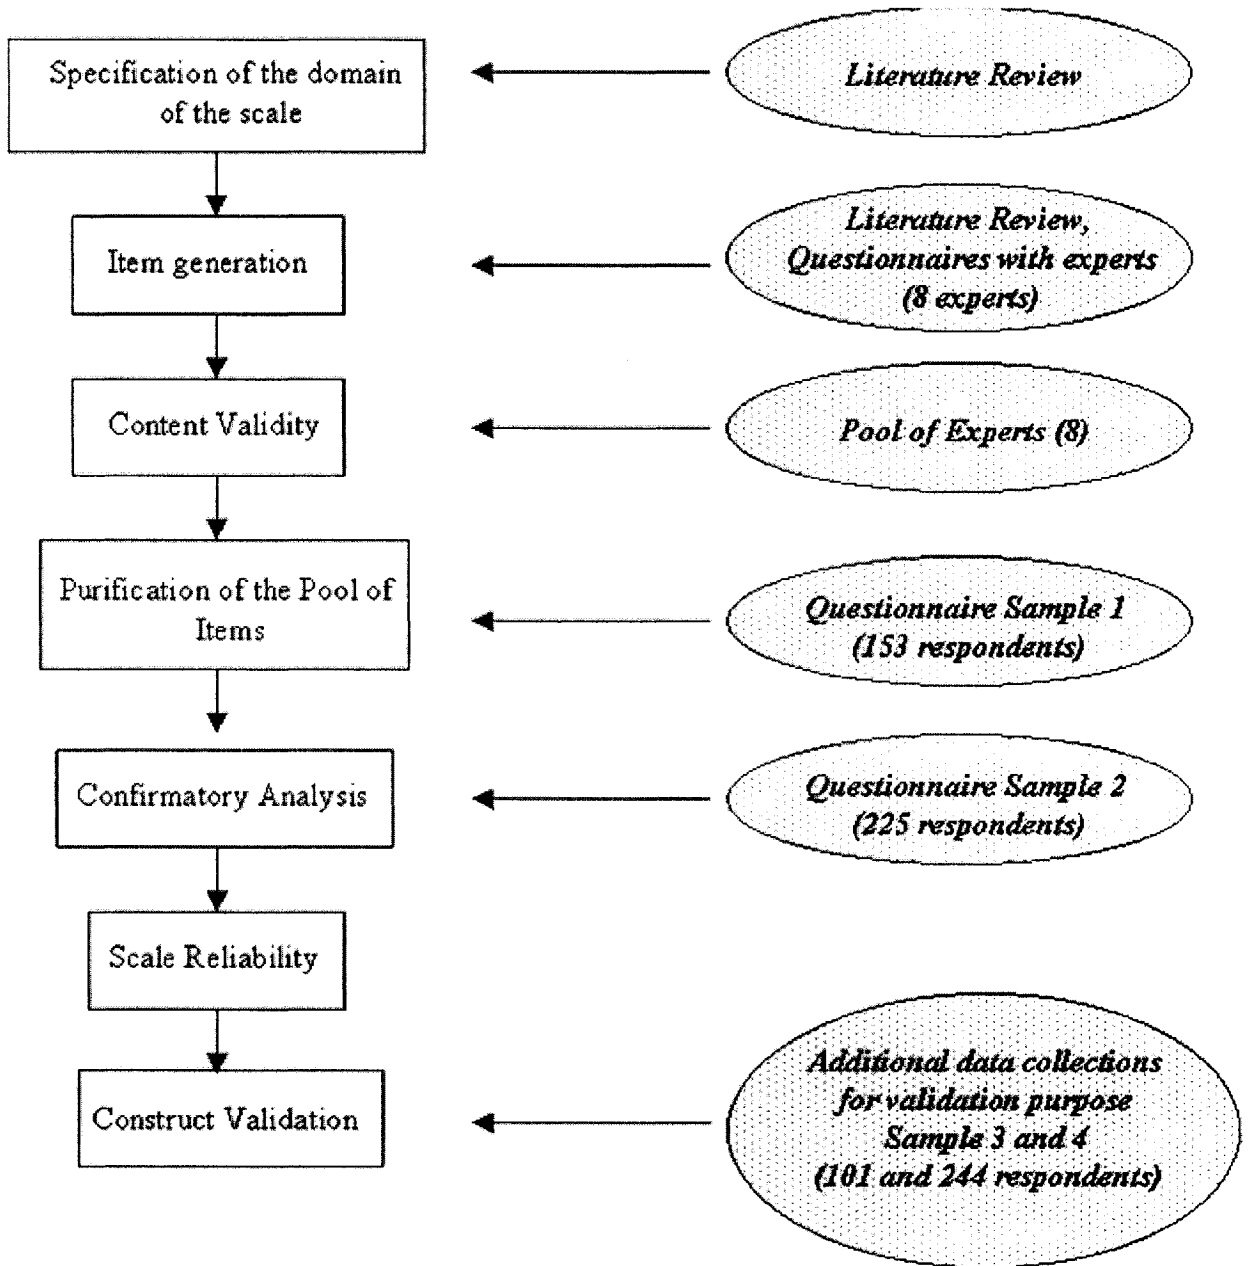 Specification of the domain
of the scale
Literature Review
Item generation
Literature Review,
Questionnaires with experts
(8 experts)
Content Validity
Pool of Experts (8)
Purification of the Pool of
Items
Questionnaire Sample 1
(153 respondents)
Confirmatory Analysis
Questionnaire Sample 2
(225 respondents)
Scale Reliability
Construct Validation
Additional data collections
for validation purpose
Sample 3 and 4
(101 and 244 respondents)